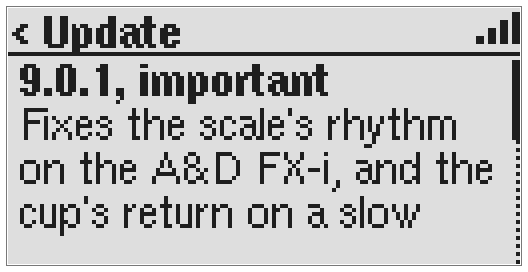 < Update
9.0.1, important
Fixes the scale's rhythm
on the A&D FX-i, and the
cup's return on a slow